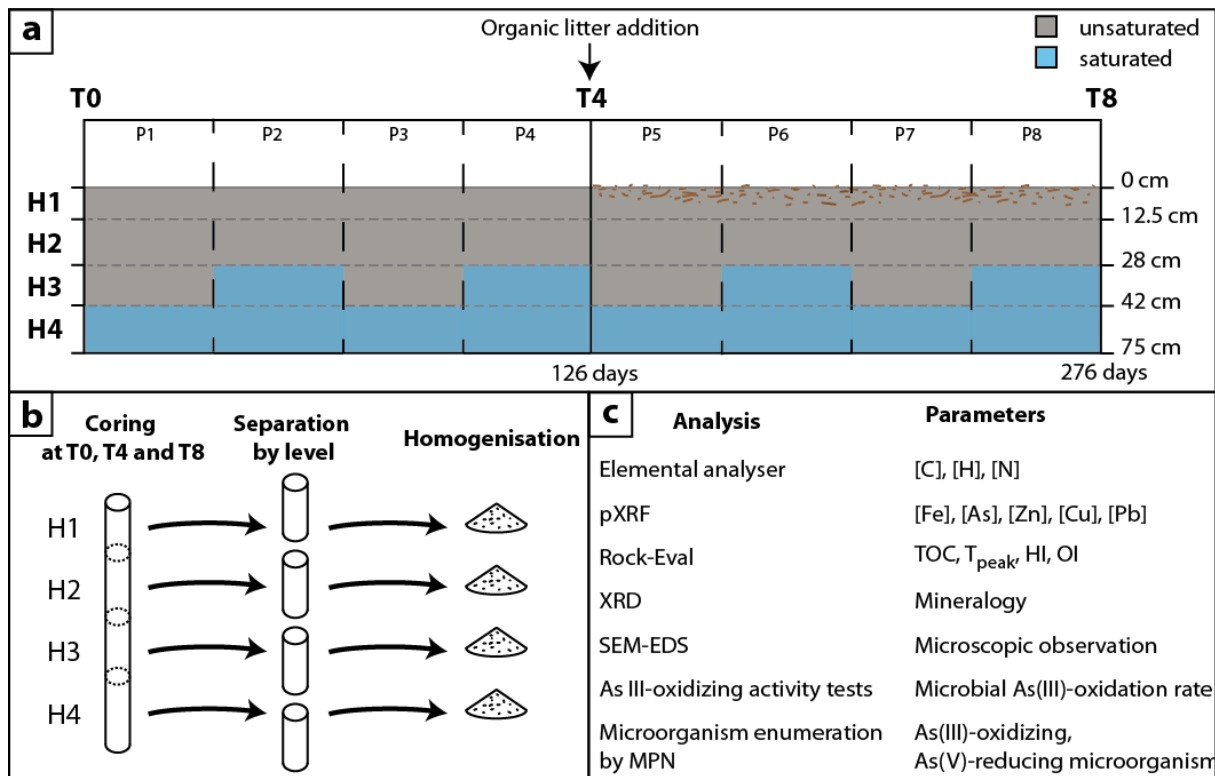 a
Organic litter addition
unsaturated
saturated
T0
T4
T8
P1
P2
P3
P4
P5
P6
P7
P8
H1
H2
H3
H4
0 cm
12.5 cm
28 cm
42 cm
75 cm
126 days
276 days
b
Coring
at T0, T4 and T8
Separation
by level
Homogenisation
H1
H2
H3
H4
c
Analysis
Parameters
Elemental analyser
[C], [H], [N]
pXRF
[Fe], [As], [Zn], [Cu], [Pb]
Rock-Eval
TOC, Tpeak, HI, OI
XRD
Mineralogy
SEM-EDS
Microscopic observation
As III-oxidizing activity tests
Microbial As(III)-oxidation rate
Microorganism enumeration
by MPN
As(III)-oxidizing,
As(V)-reducing microorganism